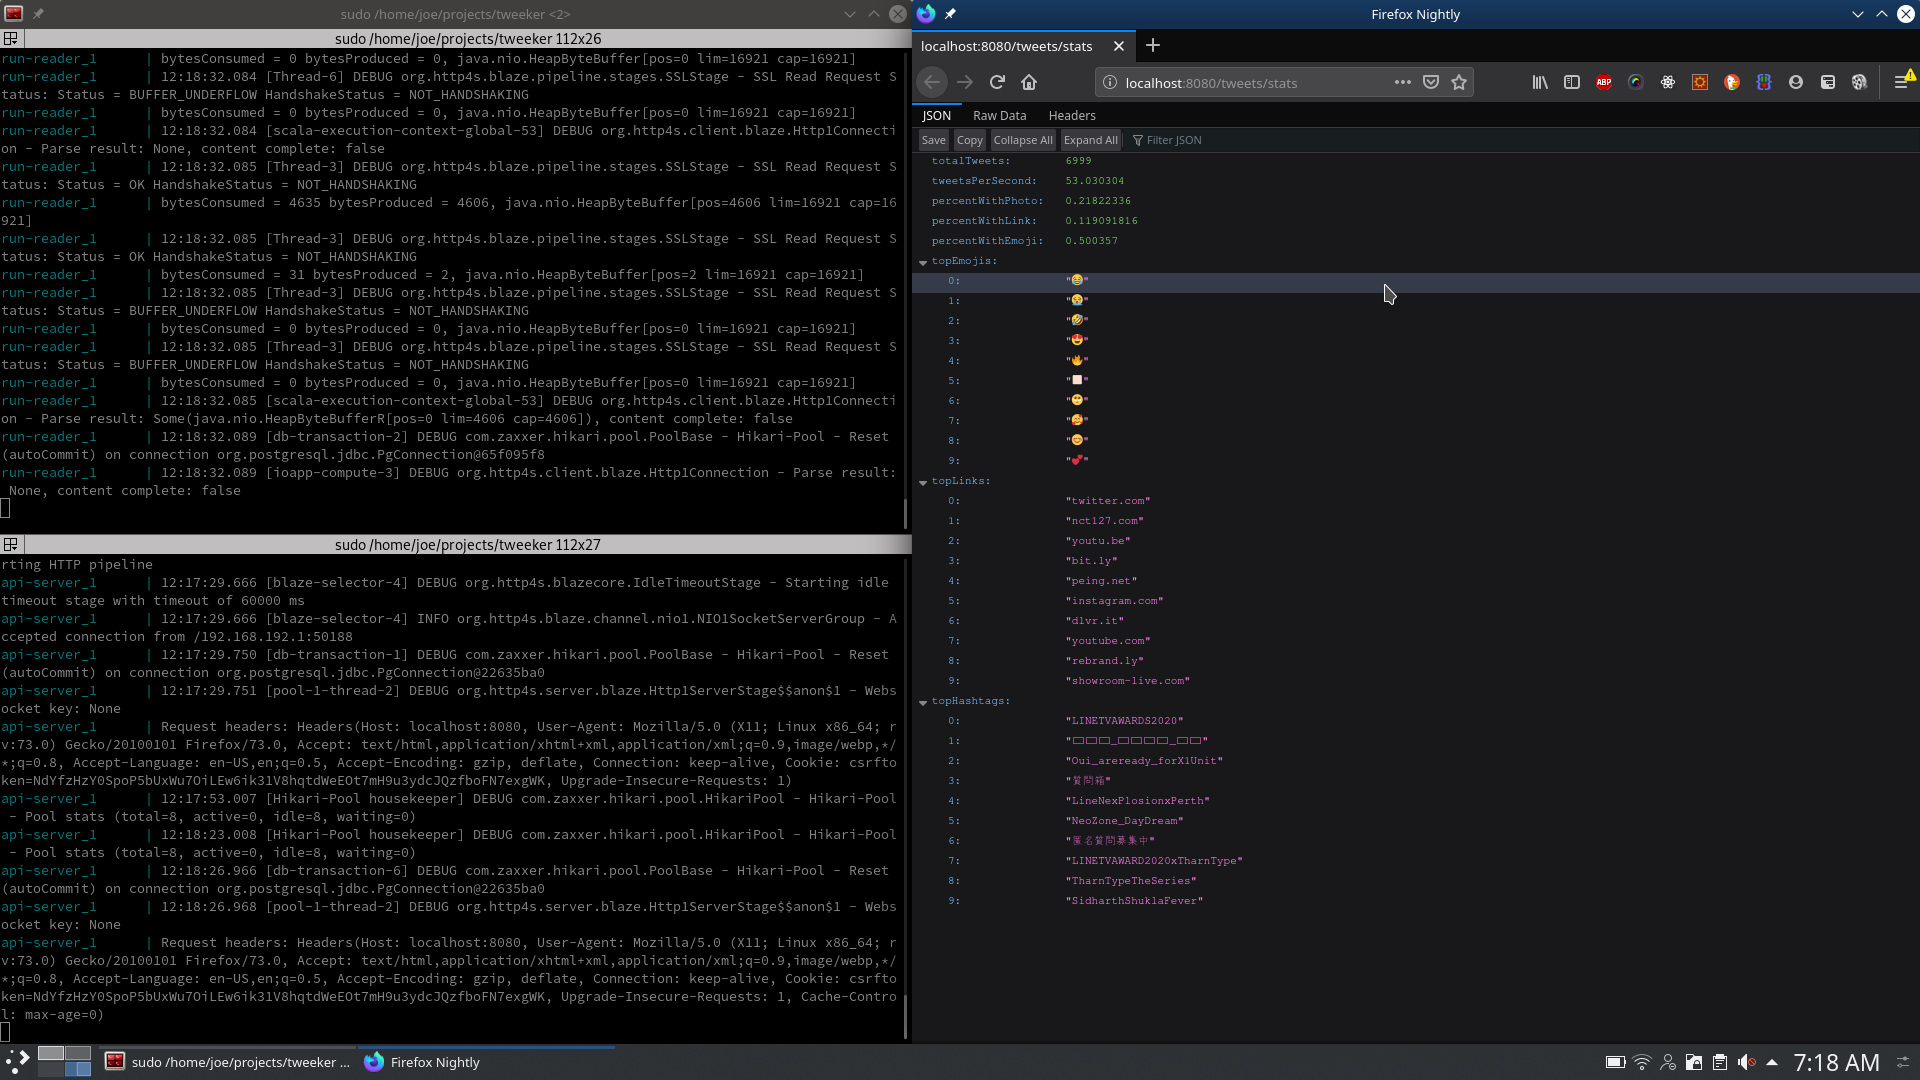 sudo /home/joe/projects/tweeker <2>
sudo /home/joe/projects/tweeker 112x26
run-reader_1 | bytesConsumed = 0 bytesProduced = 0, java.nio.HeapByteBuffer[pos=0 lim=16921 cap=16921]
run-reader_1 | 12:18:32.084 [Thread-6] DEBUG org.http4s.blaze.pipeline.stages.SSLStage - SSL Read Request S
tatus: Status = BUFFER_UNDERFLOW HandshakeStatus = NOT_HANDSHAKING
run-reader_1 | bytesConsumed = 0 bytesProduced = 0, java.nio.HeapByteBuffer[pos=0 lim=16921 cap=16921]
run-reader_1 | 12:18:32.084 [scala-execution-context-global-53] DEBUG org.http4s.client.blaze.Http1Connecti
on - Parse result: None, content complete: false
run-reader_1 | 12:18:32.085 [Thread-3] DEBUG org.http4s.blaze.pipeline.stages.SSLStage - SSL Read Request S
tatus: Status = OK HandshakeStatus = NOT_HANDSHAKING
run-reader_1 | bytesConsumed = 4635 bytesProduced = 4606, java.nio.HeapByteBuffer[pos=4606 lim=16921 cap=16
921]
run-reader_1 | 12:18:32.085 [Thread-3] DEBUG org.http4s.blaze.pipeline.stages.SSLStage - SSL Read Request S
tatus: Status = OK HandshakeStatus = NOT_HANDSHAKING
run-reader_1 | bytesConsumed = 31 bytesProduced = 2, java.nio.HeapByteBuffer[pos=2 lim=16921 cap=16921]
run-reader_1 | 12:18:32.085 [Thread-3] DEBUG org.http4s.blaze.pipeline.stages.SSLStage - SSL Read Request S
tatus: Status = BUFFER_UNDERFLOW HandshakeStatus = NOT_HANDSHAKING
run-reader_1 | bytesConsumed = 0 bytesProduced = 0, java.nio.HeapByteBuffer[pos=0 lim=16921 cap=16921]
run-reader_1 | 12:18:32.085 [Thread-3] DEBUG org.http4s.blaze.pipeline.stages.SSLStage - SSL Read Request S
tatus: Status = BUFFER_UNDERFLOW HandshakeStatus = NOT_HANDSHAKING
run-reader_1 | bytesConsumed = 0 bytesProduced = 0, java.nio.HeapByteBuffer[pos=0 lim=16921 cap=16921]
run-reader_1 | 12:18:32.085 [scala-execution-context-global-53] DEBUG org.http4s.client.blaze.Http1Connecti
on - Parse result: Some(java.nio.HeapByteBufferR[pos=0 lim=4606 cap=4606]), content complete: false
run-reader_1 | 12:18:32.089 [db-transaction-2] DEBUG com.zaxxer.hikari.pool.PoolBase - Hikari-Pool - Reset
(autoCommit) on connection org.postgresql.jdbc.PgConnection@65f095f8
run-reader_1 | 12:18:32.089 [ioapp-compute-3] DEBUG org.http4s.client.blaze.Http1Connection - Parse result:
None, content complete: false
sudo /home/joe/projects/tweeker 112x27
rting HTTP pipeline
api-server_1 | 12:17:29.666 [blaze-selector-4] DEBUG org.http4s.blazecore.IdleTimeoutStage - Starting idle
timeout stage with timeout of 60000 ms
api-server_1 | 12:17:29.666 [blaze-selector-4] INFO org.http4s.blaze.channel.nio1.NIO1SocketServerGroup - A
ccepted connection from /192.168.192.1:50188
api-server_1 | 12:17:29.750 [db-transaction-1] DEBUG com.zaxxer.hikari.pool.PoolBase - Hikari-Pool - Reset
(autoCommit) on connection org.postgresql.jdbc.PgConnection@22635ba0
api-server_1 | 12:17:29.751 [pool-1-thread-2] DEBUG org.http4s.server.blaze.Http1ServerStage$$anon$1 - Webs
ocket key: None
api-server_1 | Request headers: Headers(Host: localhost:8080, User-Agent: Mozilla/5.0 (X11; Linux x86_64; r
v:73.0) Gecko/20100101 Firefox/73.0, Accept: text/html,application/xhtml+xml,application/xml;q=0.9,image/webp,*/
*;q=0.8, Accept-Language: en-US,en;q=0.5, Accept-Encoding: gzip, deflate, Connection: keep-alive, Cookie: csrfto
ken=NdYfzHzY0SpoP5bUxWu7OiLEw6ik31V8hqtdWeEOt7mH9u3ydcJQzfboFN7exgWK, Upgrade-Insecure-Requests: 1)
api-server_1 | 12:17:53.007 [Hikari-Pool housekeeper] DEBUG com.zaxxer.hikari.pool.HikariPool - Hikari-Pool
- Pool stats (total=8, active=0, idle=8, waiting=0)
api-server_1 | 12:18:23.008 [Hikari-Pool housekeeper] DEBUG com.zaxxer.hikari.pool.HikariPool - Hikari-Pool
- Pool stats (total=8, active=0, idle=8, waiting=0)
api-server_1 | 12:18:26.966 [db-transaction-6] DEBUG com.zaxxer.hikari.pool.PoolBase - Hikari-Pool - Reset
(autoCommit) on connection org.postgresql.jdbc.PgConnection@22635ba0
api-server_1 | 12:18:26.968 [pool-1-thread-2] DEBUG org.http4s.server.blaze.Http1ServerStage$$anon$1 - Webs
ocket key: None
api-server_1 | Request headers: Headers(Host: localhost:8080, User-Agent: Mozilla/5.0 (X11; Linux x86_64; r
v:73.0) Gecko/20100101 Firefox/73.0, Accept: text/html,application/xhtml+xml,application/xml;q=0.9,image/webp,*/
*;q=0.8, Accept-Language: en-US,en;q=0.5, Accept-Encoding: gzip, deflate, Connection: keep-alive, Cookie: csrfto
ken=NdYfzHzY0SpoP5bUxWu7OiLEw6ik31V8hqtdWeEOt7mH9u3ydcJQzfboFN7exgWK, Upgrade-Insecure-Requests: 1, Cache-Contro
l: max-age=0)
Firefox Nightly
localhost:8080/tweets/stats
localhost:8080/tweets/stats
ABP
JSON Raw Data Headers
Save Copy Collapse All Expand All Filter JSON
totalTweets: 6999
tweetsPerSecond: 53.030304
percentWithPhoto: 0.21822336
percentWithLink: 0.119091816
percentWithEmoji: 0.500357
topEmojis:
0: "😂"
1: "😭"
2: "🤣"
3: "😍"
4: "🔥"
5: "🏻"
6: "🙄"
7: "🥰"
8: "😊"
9: "💕"
topLinks:
0: "twitter.com"
1: "nct127.com"
2: "youtu.be"
3: "bit.ly"
4: "peing.net"
5: "instagram.com"
6: "dlvr.it"
7: "youtube.com"
8: "rebrand.ly"
9: "showroom-live.com"
topHashtags:
0: "LINETVAWARDS2020"
1: "▯▯▯_▯▯▯▯_▯▯"
2: "Oui_areready_forX1Unit"
3: "質問箱"
4: "LineNexPlosionxPerth"
5: "NeoZone_DayDream"
6: "匿名質問募集中"
7: "LINETVAWARD2020xTharnType"
8: "TharnTypeTheSeries"
9: "SidharthShuklaFever"
sudo /home/joe/projects/tweeker ...
Firefox Nightly
7:18 AM